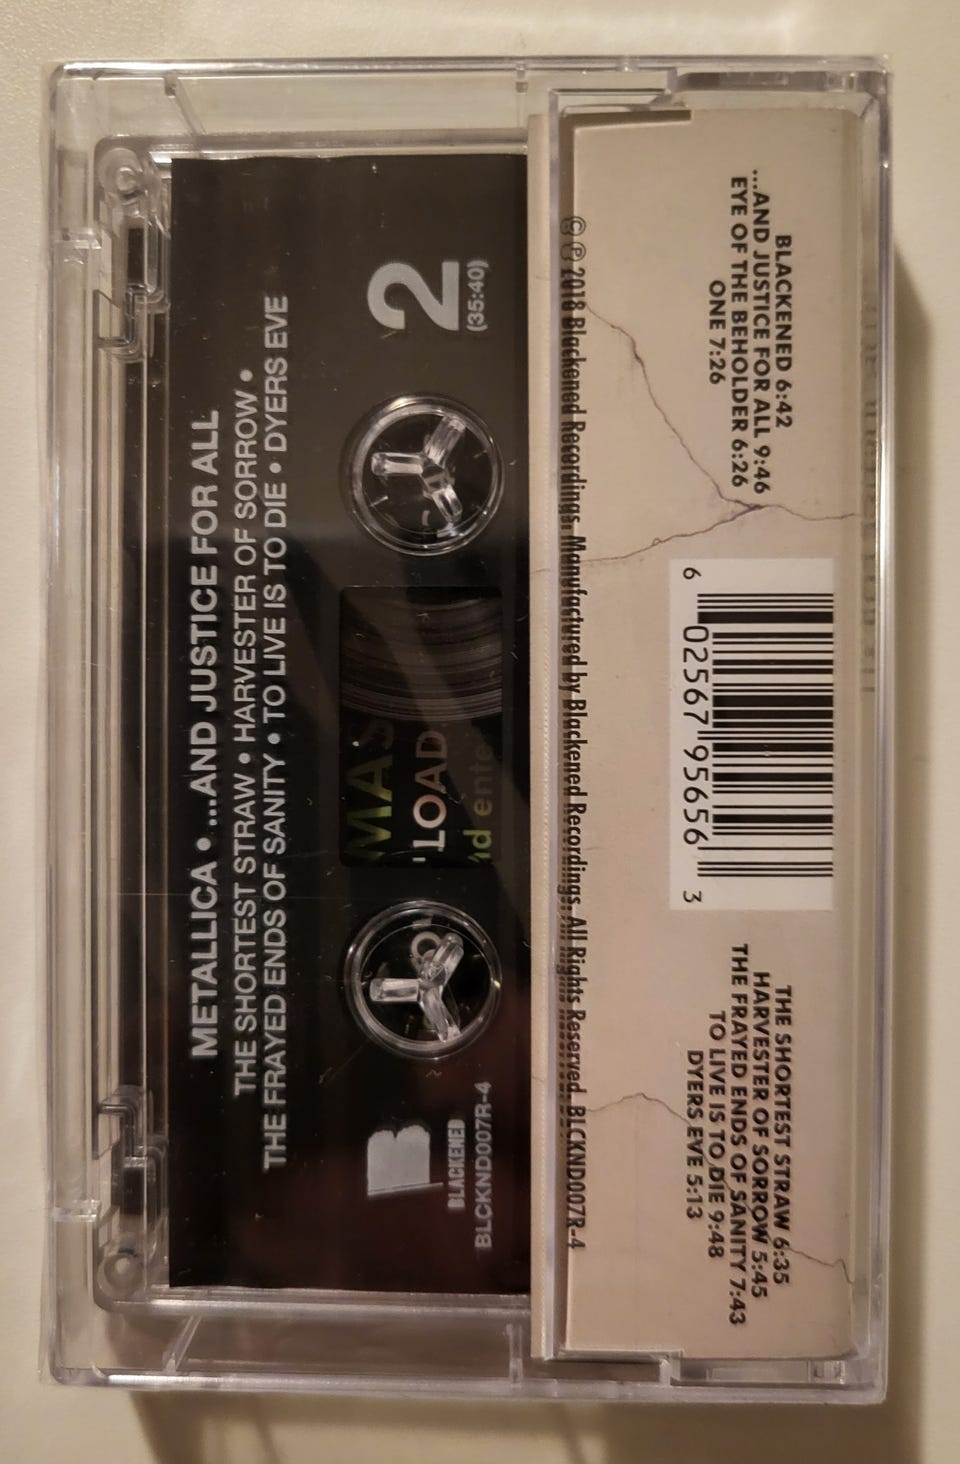 METALLICA • ...AND JUSTICE FOR ALL
THE SHORTEST STRAW • HARVESTER OF SORROW •
THE FRAYED ENDS OF SANITY • TO LIVE IS TO DIE • DYERS EVE
2
(35:40)
MAS
LOAD
B
BLACKENED
BLCKND007R-4
© ℗ 2018 Blackened Recordings. Manufactured by Blackened Recordings. All Rights Reserved. BLCKND007R-4
BLACKENED 6:42
...AND JUSTICE FOR ALL 9:46
EYE OF THE BEHOLDER 6:26
ONE 7:26
6 02567 95656 3
THE SHORTEST STRAW 6:35
HARVESTER OF SORROW 5:45
THE FRAYED ENDS OF SANITY 7:43
TO LIVE IS TO DIE 9:48
DYERS EVE 5:13